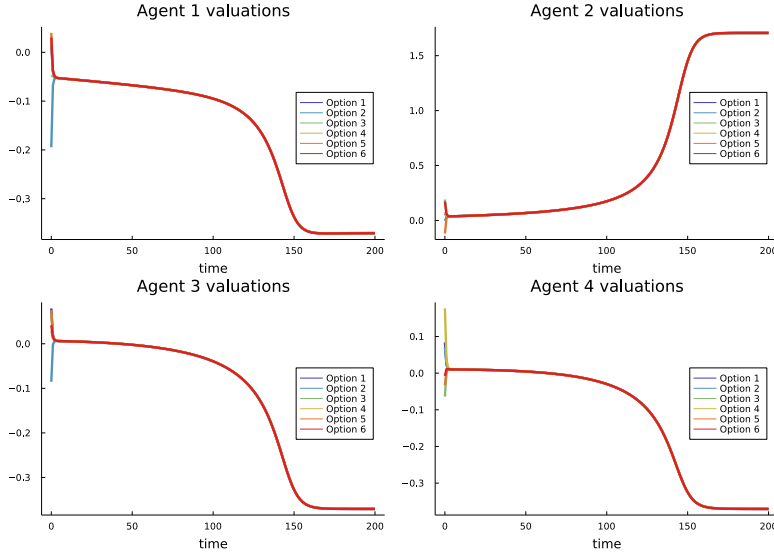 Agent 1 valuations
0.0
−0.1
−0.2
−0.3
Option 1
Option 2
Option 3
Option 4
Option 5
Option 6
0 50 100 150 200
time
Agent 2 valuations
1.5
1.0
0.5
0.0
Option 1
Option 2
Option 3
Option 4
Option 5
Option 6
0 50 100 150 200
time
Agent 3 valuations
0.0
−0.1
−0.2
−0.3
Option 1
Option 2
Option 3
Option 4
Option 5
Option 6
0 50 100 150 200
time
Agent 4 valuations
0.1
0.0
−0.1
−0.2
−0.3
Option 1
Option 2
Option 3
Option 4
Option 5
Option 6
0 50 100 150 200
time